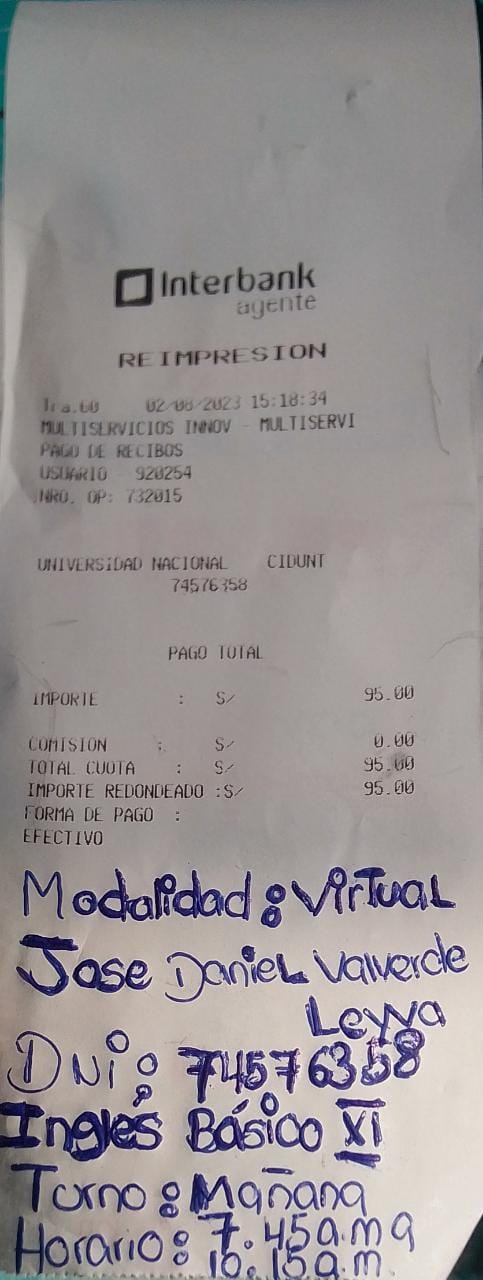 Interbank
agente
REIMPRESION
Tra.60 02/08/2023 15:18:34
MULTISERVICIOS INNOV - MULTISERVI
PAGO DE RECIBOS
USUARIO - 920254
NRO. OP: 732015
UNIVERSIDAD NACIONAL CIDUNT
74576358
PAGO TOTAL
IMPORTE : S/ 95.00
COMISION : S/ 0.00
TOTAL CUOTA : S/ 95.00
IMPORTE REDONDEADO :S/ 95.00
FORMA DE PAGO :
EFECTIVO
Modalidad: Virtual
Jose Daniel Valverde
Leyva
DNI: 74576358
Inglés Básico XI
Turno: Mañana
Horario: 7:45a.m a
10:15a.m